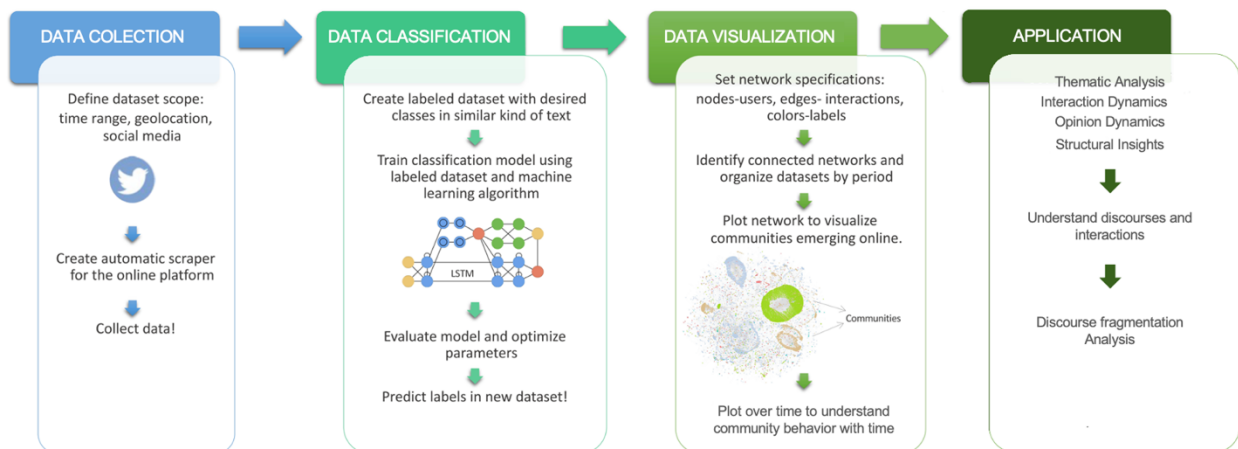 DATA COLECTION
Define dataset scope:
time range, geolocation,
social media
Create automatic scraper
for the online platform
Collect data!
DATA CLASSIFICATION
Create labeled dataset with desired
classes in similar kind of text
Train classification model using
labeled dataset and machine
learning algorithm
LSTM
Evaluate model and optimize
parameters
Predict labels in new dataset!
DATA VISUALIZATION
Set network specifications:
nodes-users, edges- interactions,
colors-labels
Identify connected networks and
organize datasets by period
Plot network to visualize
communities emerging online.
Communities
Plot over time to understand
community behavior with time
APPLICATION
Thematic Analysis
Interaction Dynamics
Opinion Dynamics
Structural Insights
Understand discourses and
interactions
Discourse fragmentation
Analysis